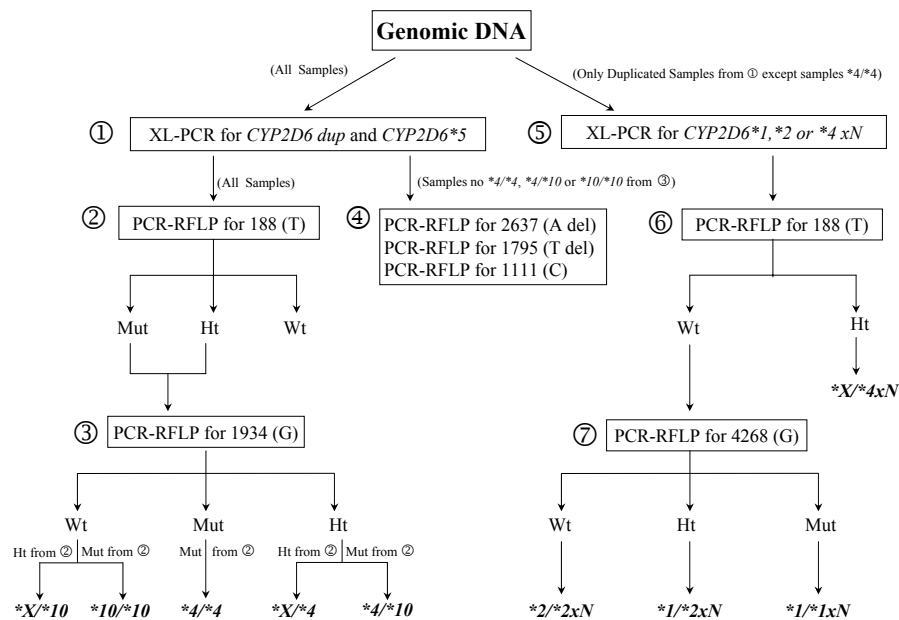 Genomic DNA
(All Samples)
(Only Duplicated Samples from ① except samples *4/*4)
① XL-PCR for CYP2D6 dup and CYP2D6*5
⑤ XL-PCR for CYP2D6*1,*2 or *4 xN
(All Samples)
(Samples no *4/*4, *4/*10 or *10/*10 from ③)
② PCR-RFLP for 188 (T)
④ PCR-RFLP for 2637 (A del)
PCR-RFLP for 1795 (T del)
PCR-RFLP for 1111 (C)
⑥ PCR-RFLP for 188 (T)
Mut Ht Wt
Wt Ht
*X/*4xN
③ PCR-RFLP for 1934 (G)
⑦ PCR-RFLP for 4268 (G)
Wt Mut Ht
Wt Ht Mut
Ht from ② Mut from ② Mut from ② Ht from ② Mut from ②
*X/*10 *10/*10 *4/*4 *X/*4 *4/*10
*2/*2xN *1/*2xN *1/*1xN